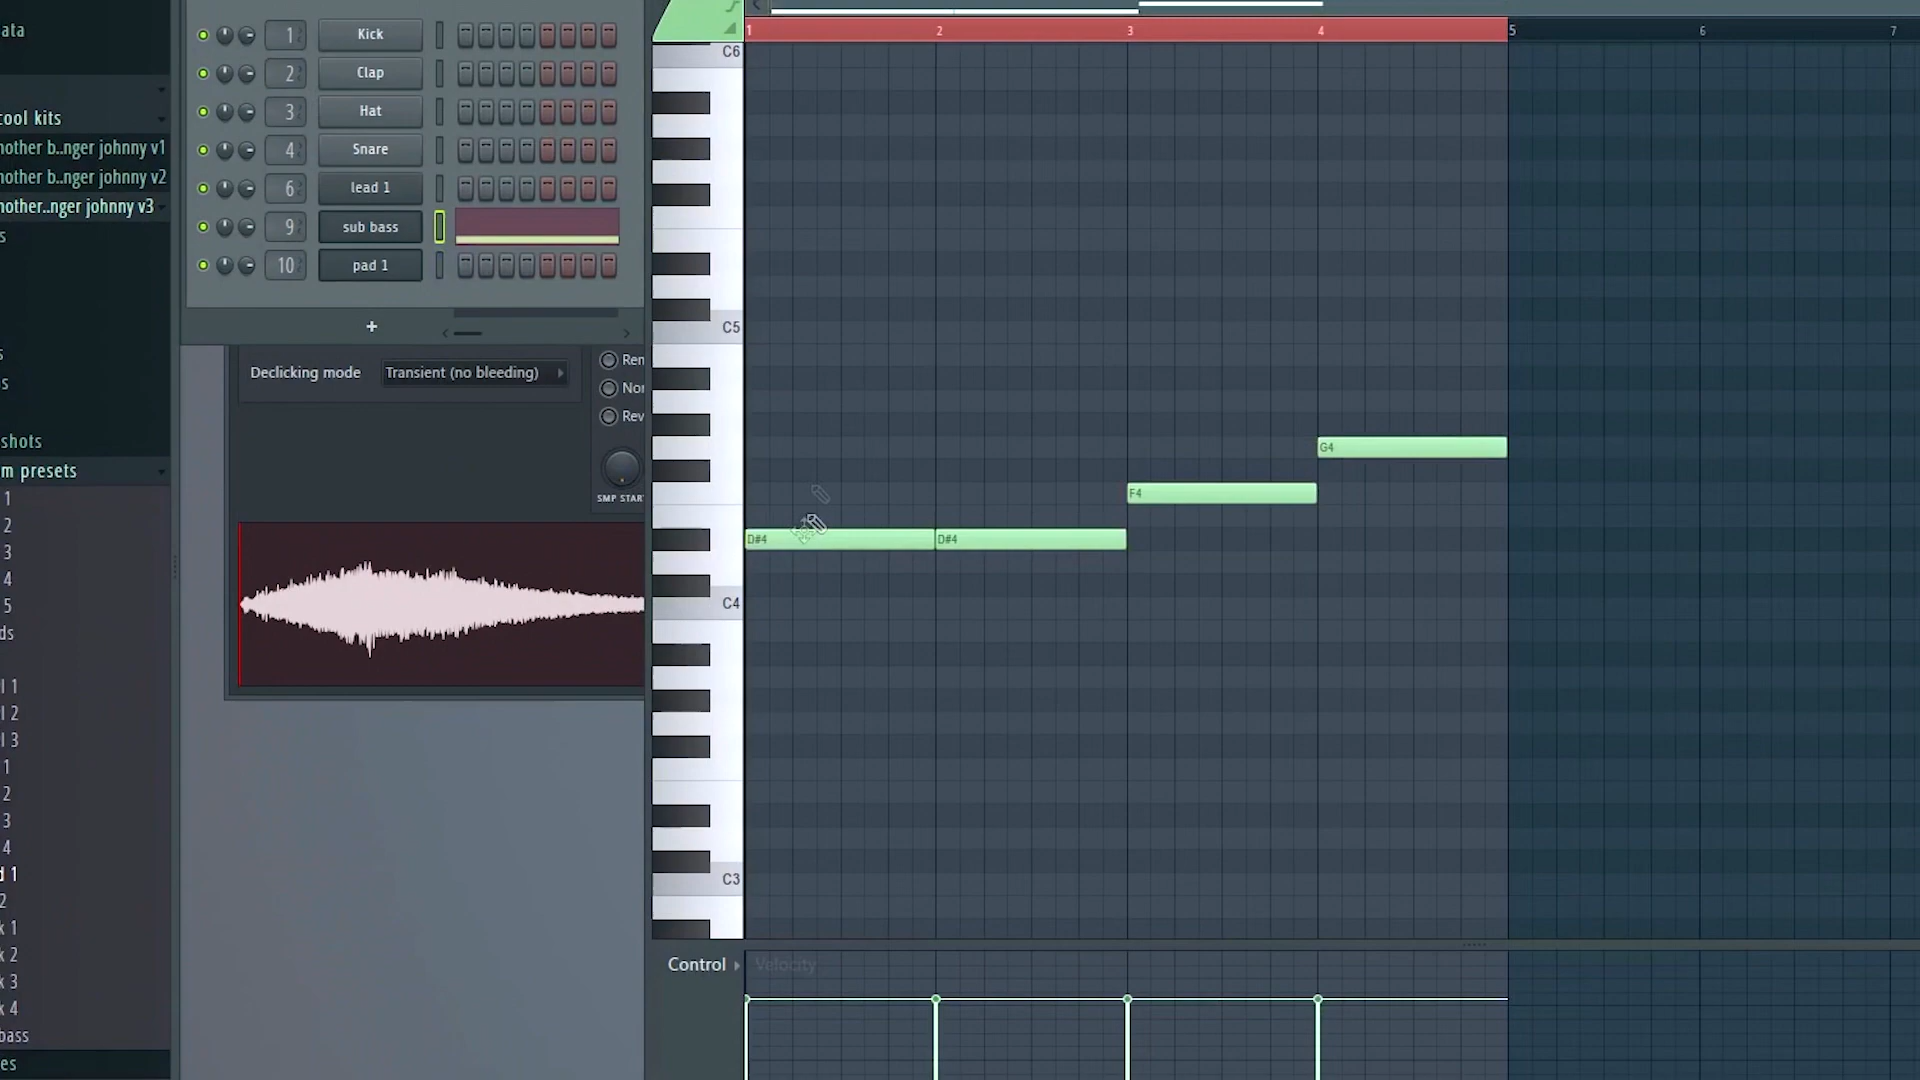 ata
cool kits
nother b..nger johnny v1
nother b..nger johnny v2
nother..nger johnny v3
s
s
s
shots
m presets
1
2
3
4
5
ds
l 1
l 2
l 3
1
2
3
4
d 1
2
k 1
k 2
k 3
k 4
bass
es
1 Kick
2 Clap
3 Hat
4 Snare
6 lead 1
9 sub bass
10 pad 1
+
Declicking mode Transient (no bleeding)
Rem
Nor
Rev
SMP START
1 2 3 4 5 6 7
C6
C5
C4
C3
G4
F4
D#4 D#4
Control Velocity